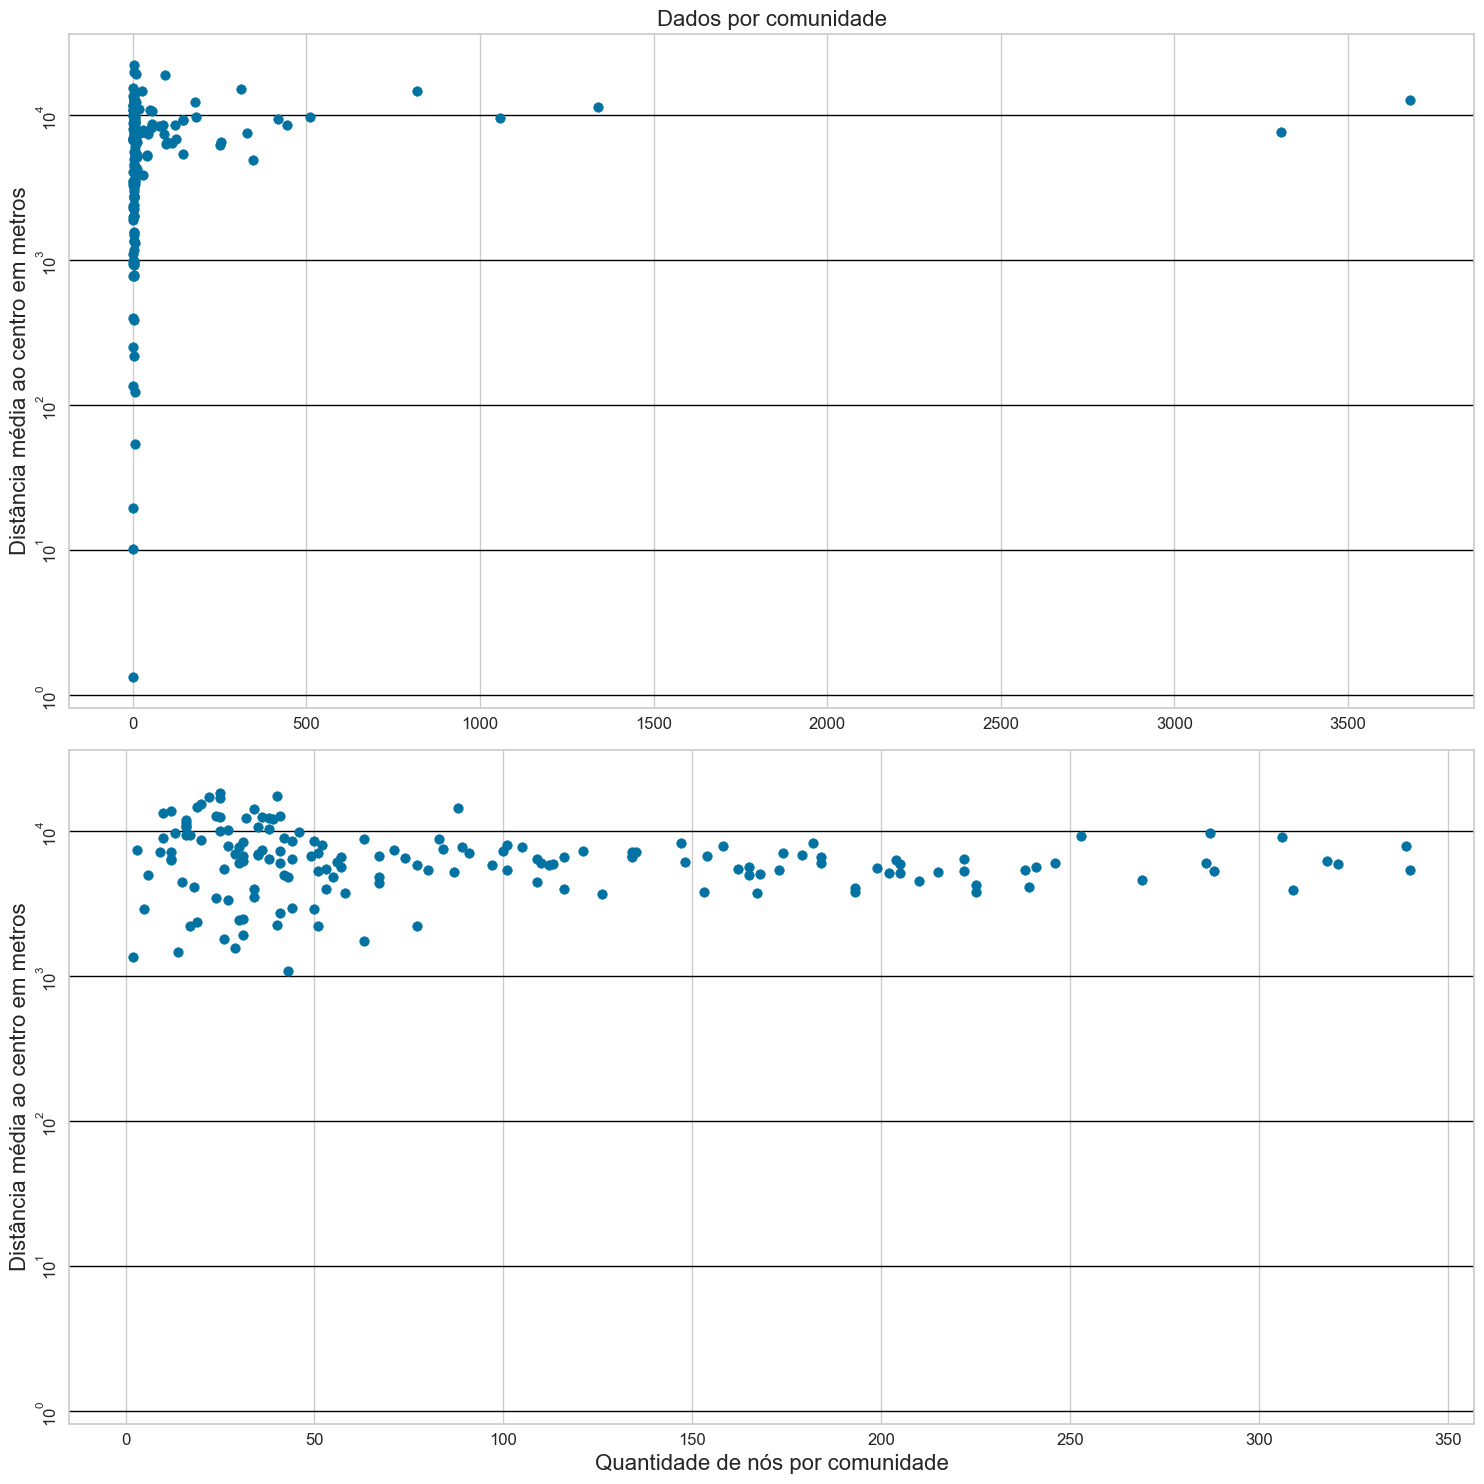 Dados por comunidade
Distância média ao centro em metros
10^4
10^3
10^2
10^1
10^0
0 500 1000 1500 2000 2500 3000 3500
Distância média ao centro em metros
10^4
10^3
10^2
10^1
10^0
0 50 100 150 200 250 300 350
Quantidade de nós por comunidade